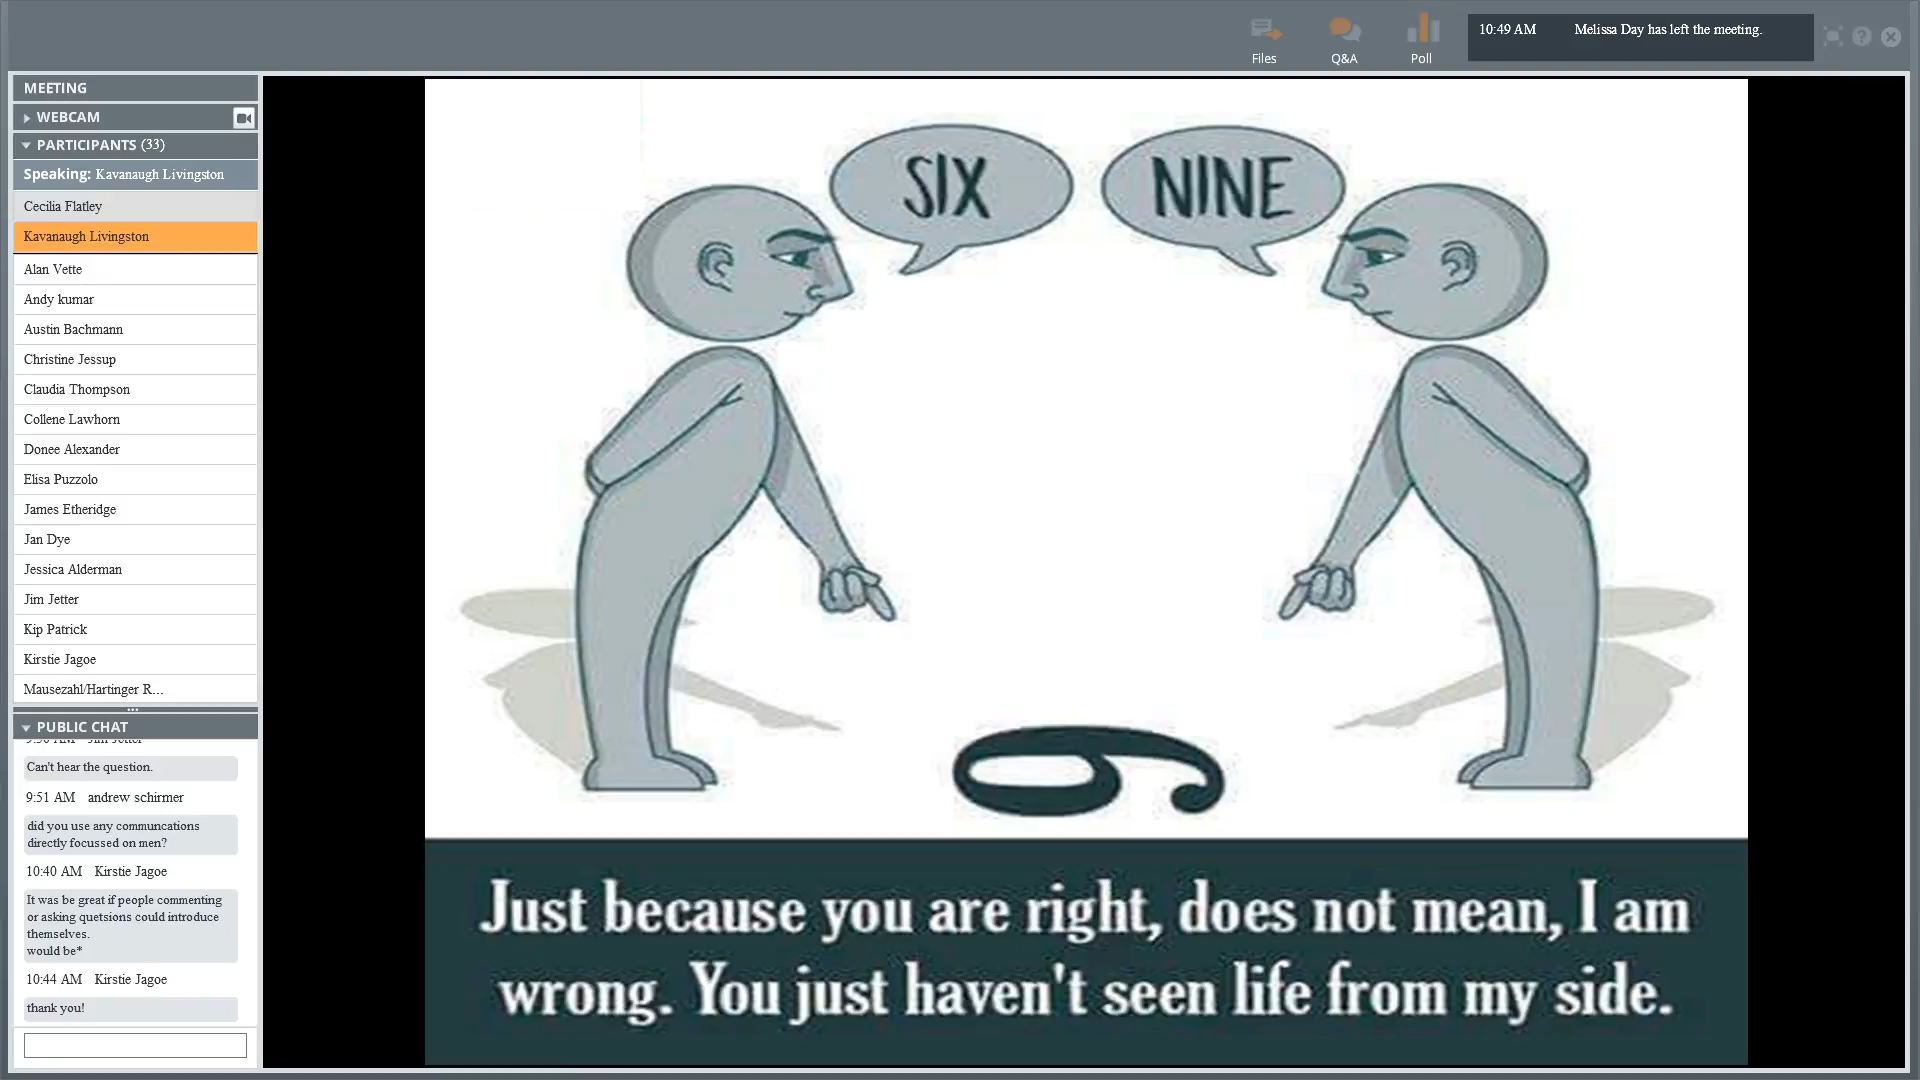 Files
Q&A
Poll
10:49 AM Melissa Day has left the meeting.
MEETING
WEBCAM
PARTICIPANTS (33)
Speaking: Kavanaugh Livingston
Cecilia Flatley
Kavanaugh Livingston
Alan Vette
Andy kumar
Austin Bachmann
Christine Jessup
Claudia Thompson
Collene Lawhorn
Donee Alexander
Elisa Puzzolo
James Etheridge
Jan Dye
Jessica Alderman
Jim Jetter
Kip Patrick
Kirstie Jagoe
Mausezahl/Hartinger R...
PUBLIC CHAT
Can't hear the question.
9:51 AM andrew schirmer
did you use any communcations
directly focussed on men?
10:40 AM Kirstie Jagoe
It was be great if people commenting
or asking quetsions could introduce
themselves.
would be*
10:44 AM Kirstie Jagoe
thank you!
SIX
NINE
6
Just because you are right, does not mean, I am
wrong. You just haven't seen life from my side.